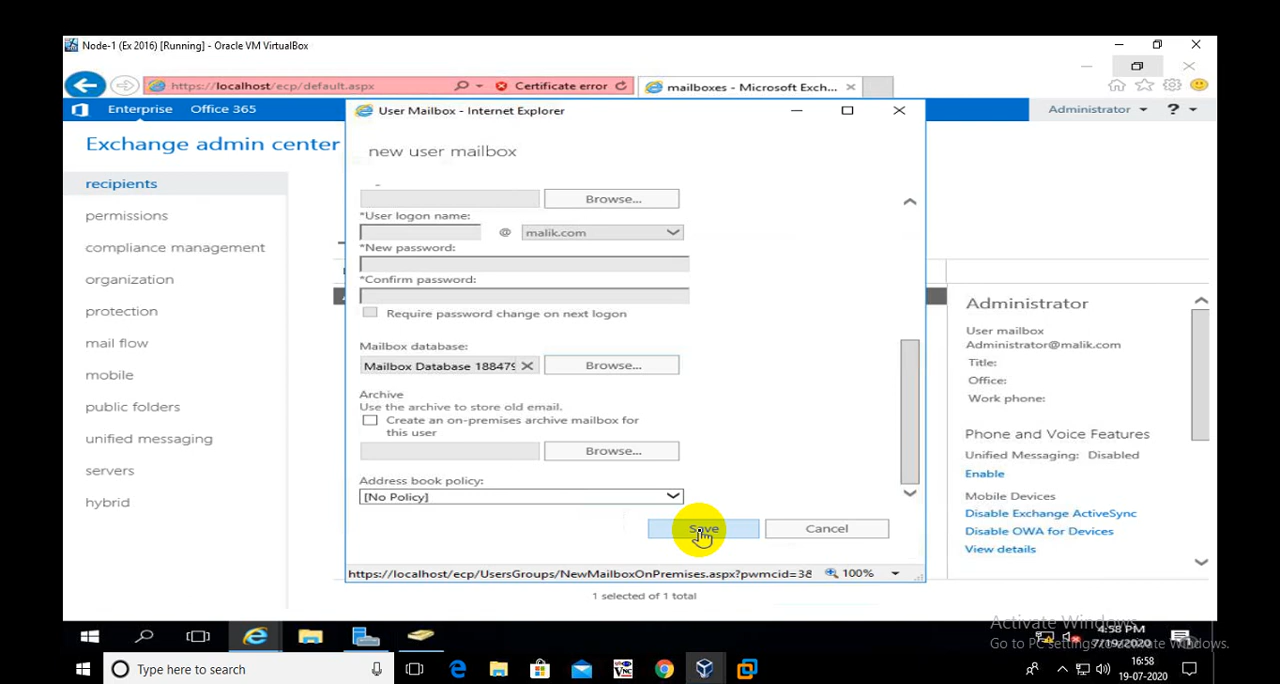 Node-1 (Ex 2016) [Running] - Oracle VM VirtualBox
https://localhost/ecp/default.aspx Certificate error mailboxes - Microsoft Exch...
Enterprise Office 365 User Mailbox - Internet Explorer Administrator ?
Exchange admin center
new user mailbox
recipients
permissions
compliance management
organization
protection
mail flow
mobile
public folders
unified messaging
servers
hybrid
Browse...
*User logon name:
@ malik.com
*New password:
*Confirm password:
Require password change on next logon
Mailbox database:
Mailbox Database 188479 Browse...
Archive
Use the archive to store old email.
Create an on-premises archive mailbox for
this user
Browse...
Address book policy:
[No Policy]
Save Cancel
https://localhost/ecp/UsersGroups/NewMailboxOnPremises.aspx?pwmcid=38 100%
1 selected of 1 total
Administrator
User mailbox
Administrator@malik.com
Title:
Office:
Work phone:
Phone and Voice Features
Unified Messaging: Disabled
Enable
Mobile Devices
Disable Exchange ActiveSync
Disable OWA for Devices
View details
Activate Windows
Go to PC settings to activate Windows.
4:58 PM
7/19/2020
Type here to search
16:58
19-07-2020